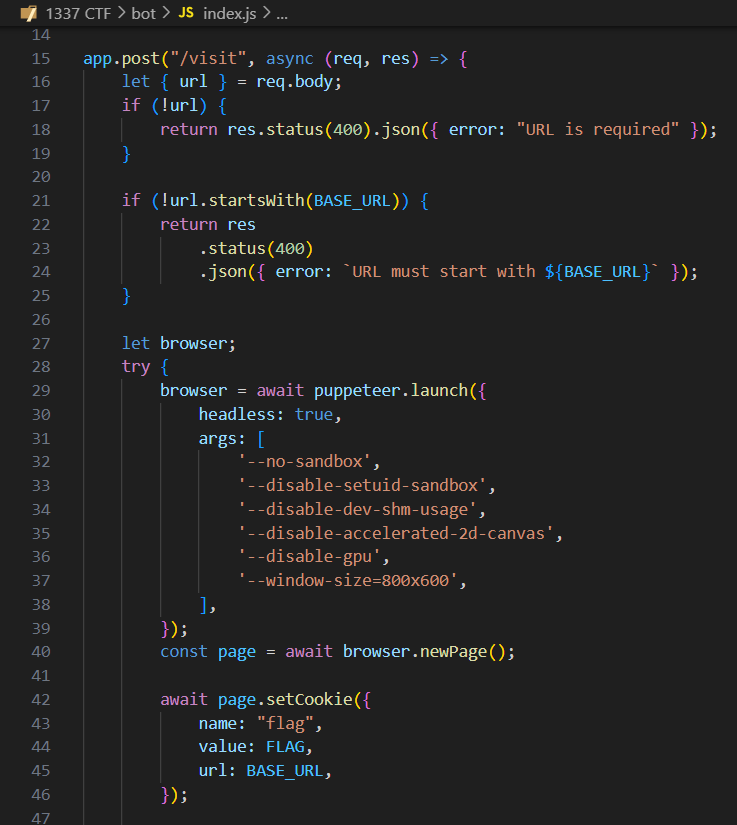 1337 CTF > bot > JS index.js > ...
14
15 app.post("/visit", async (req, res) => {
16     let { url } = req.body;
17     if (!url) {
18         return res.status(400).json({ error: "URL is required" });
19     }
20
21     if (!url.startsWith(BASE_URL)) {
22         return res
23             .status(400)
24             .json({ error: `URL must start with ${BASE_URL}` });
25     }
26
27     let browser;
28     try {
29         browser = await puppeteer.launch({
30             headless: true,
31             args: [
32                 '--no-sandbox',
33                 '--disable-setuid-sandbox',
34                 '--disable-dev-shm-usage',
35                 '--disable-accelerated-2d-canvas',
36                 '--disable-gpu',
37                 '--window-size=800x600',
38             ],
39         });
40         const page = await browser.newPage();
41
42         await page.setCookie({
43             name: "flag",
44             value: FLAG,
45             url: BASE_URL,
46         });
47